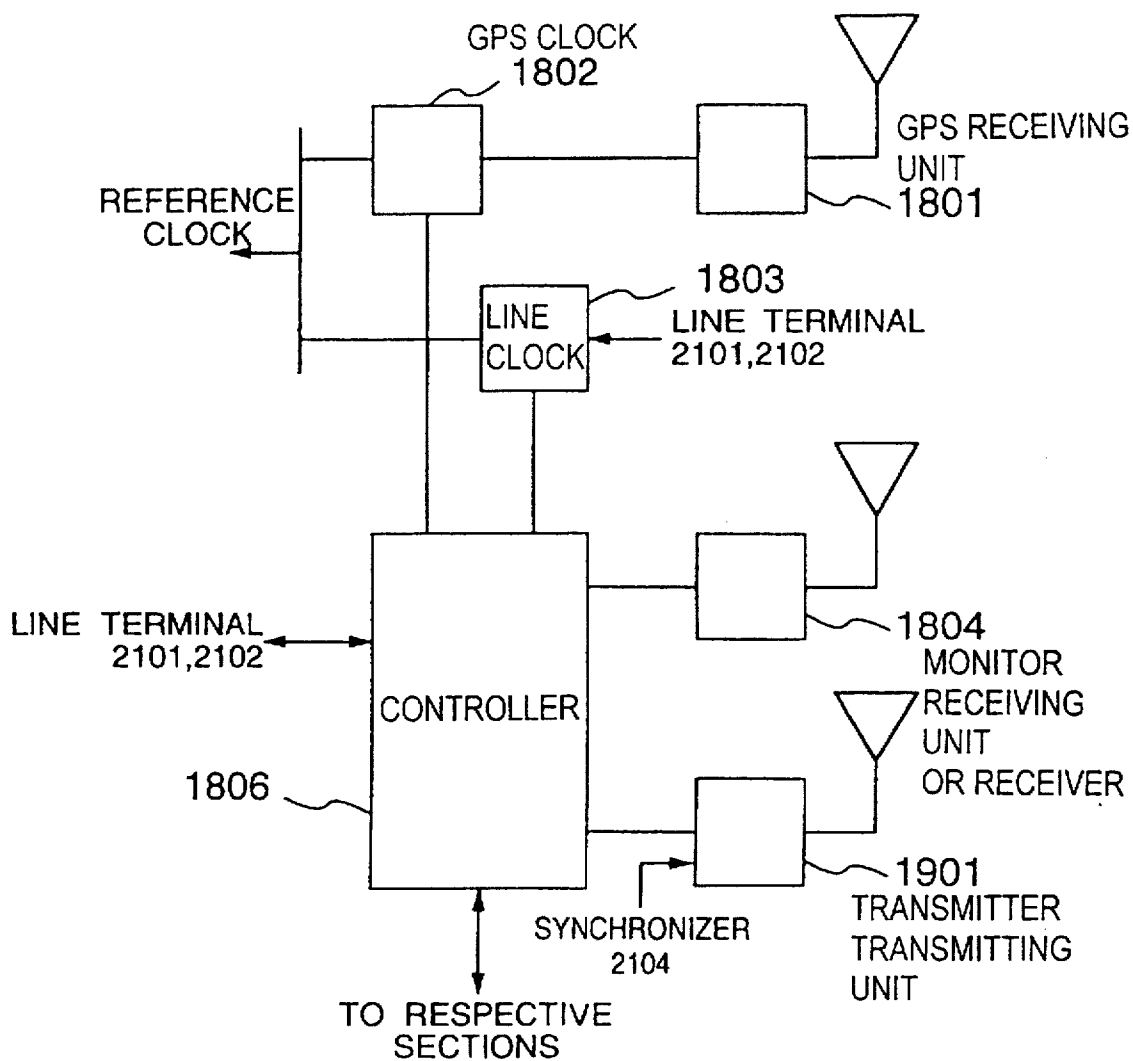 GPS CLOCK
1802
GPS RECEIVING
UNIT
1801
REFERENCE
CLOCK
1803
LINE
CLOCK
LINE TERMINAL
2101,2102
LINE TERMINAL
2101,2102
CONTROLLER
1804
MONITOR
RECEIVING
UNIT
OR RECEIVER
1806
1901
TRANSMITTER
TRANSMITTING
UNIT
SYNCHRONIZER
2104
TO RESPECTIVE
SECTIONS